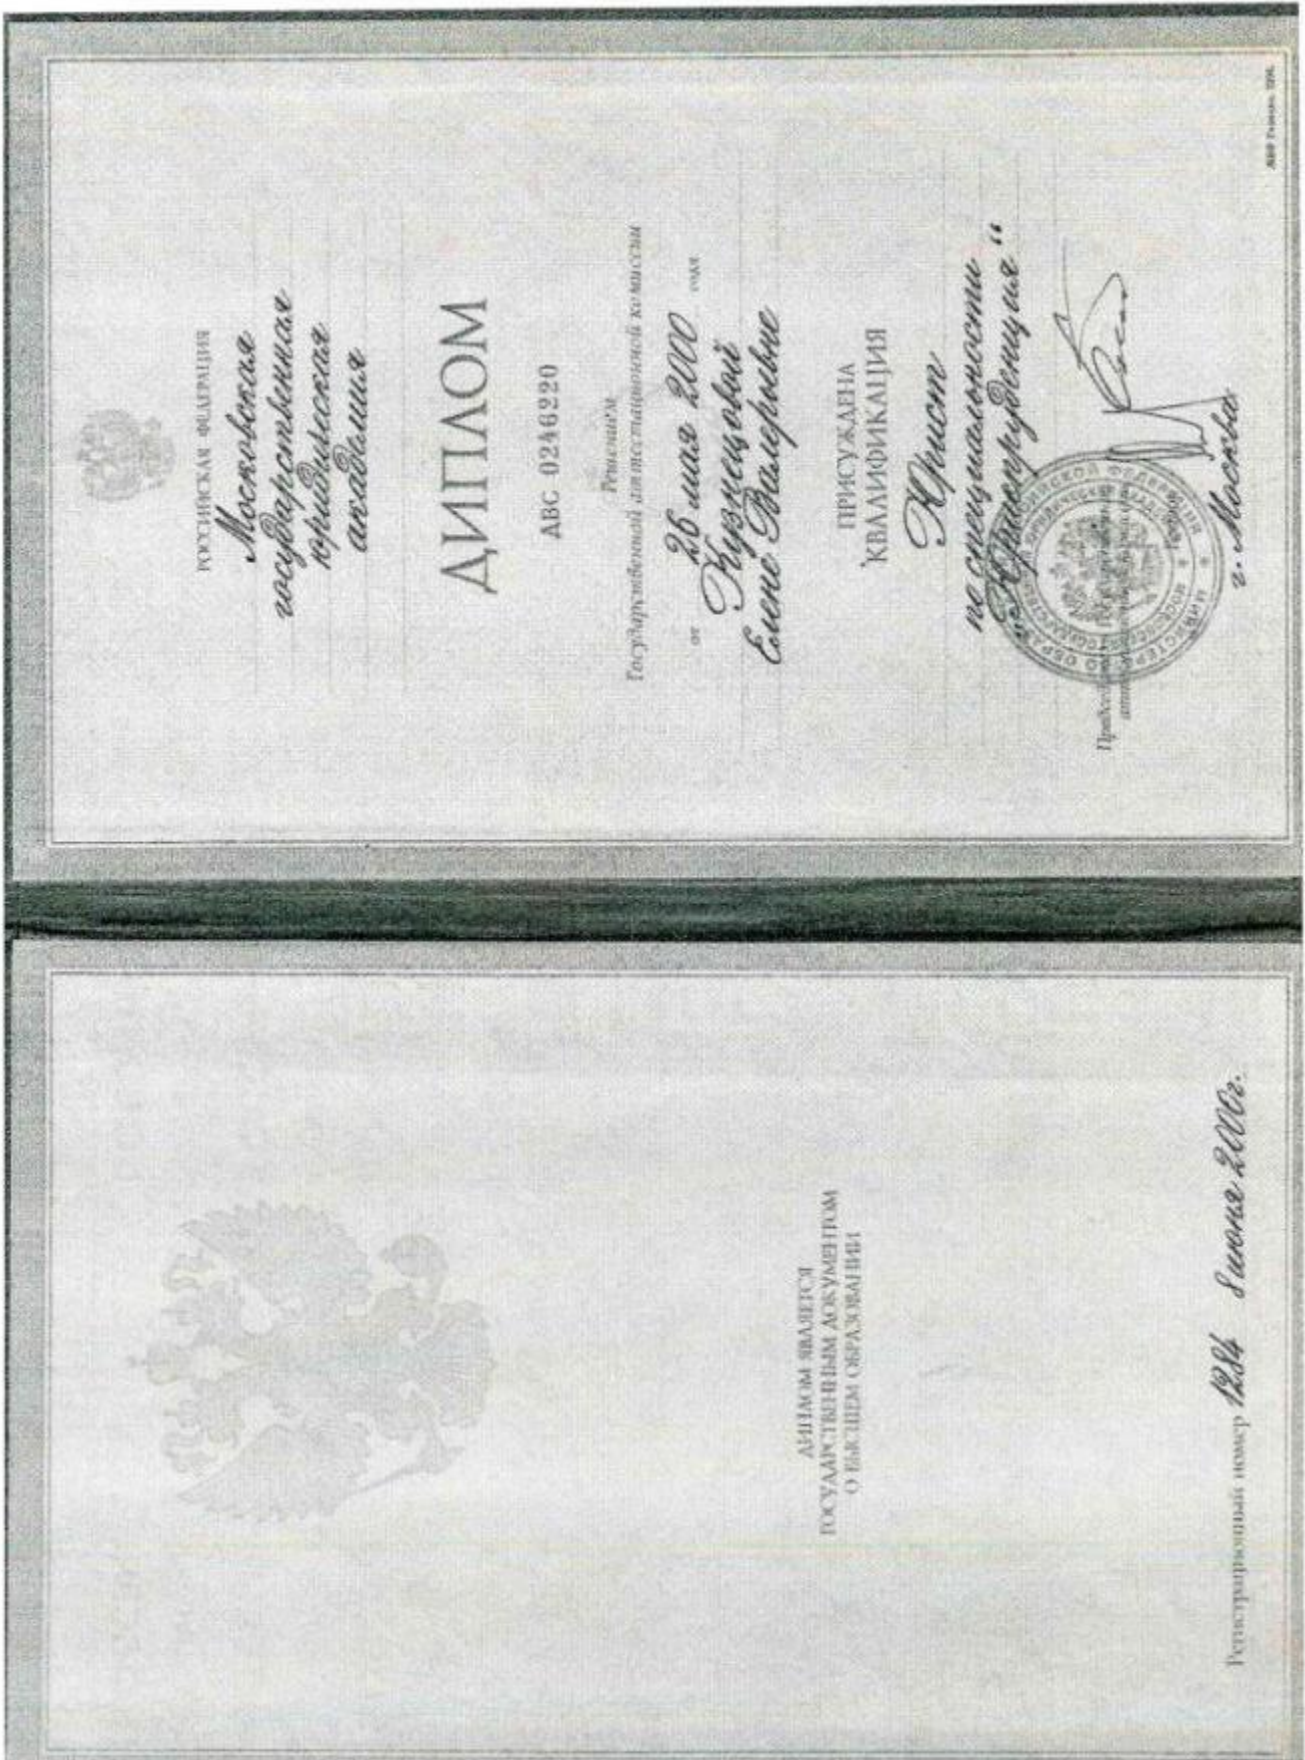 ДИПЛОМ ЯВЛЯЕТСЯ
ГОСУДАРСТВЕННЫМ ДОКУМЕНТОМ
О ВЫСШЕМ ОБРАЗОВАНИИ
Регистрационный номер 1284 8 июня 2000г.
РОССИЙСКАЯ ФЕДЕРАЦИЯ
Московская
государственная
юридическая
академия
ДИПЛОМ
АВС 0246220
Решением
Государственной аттестационной комиссии
от 26 мая 2000 года
Кузнецовой
Елене Валерьевне
ПРИСУЖДЕНА
КВАЛИФИКАЦИЯ
Юрист
по специальности
„Юриспруденция“
г. Москва